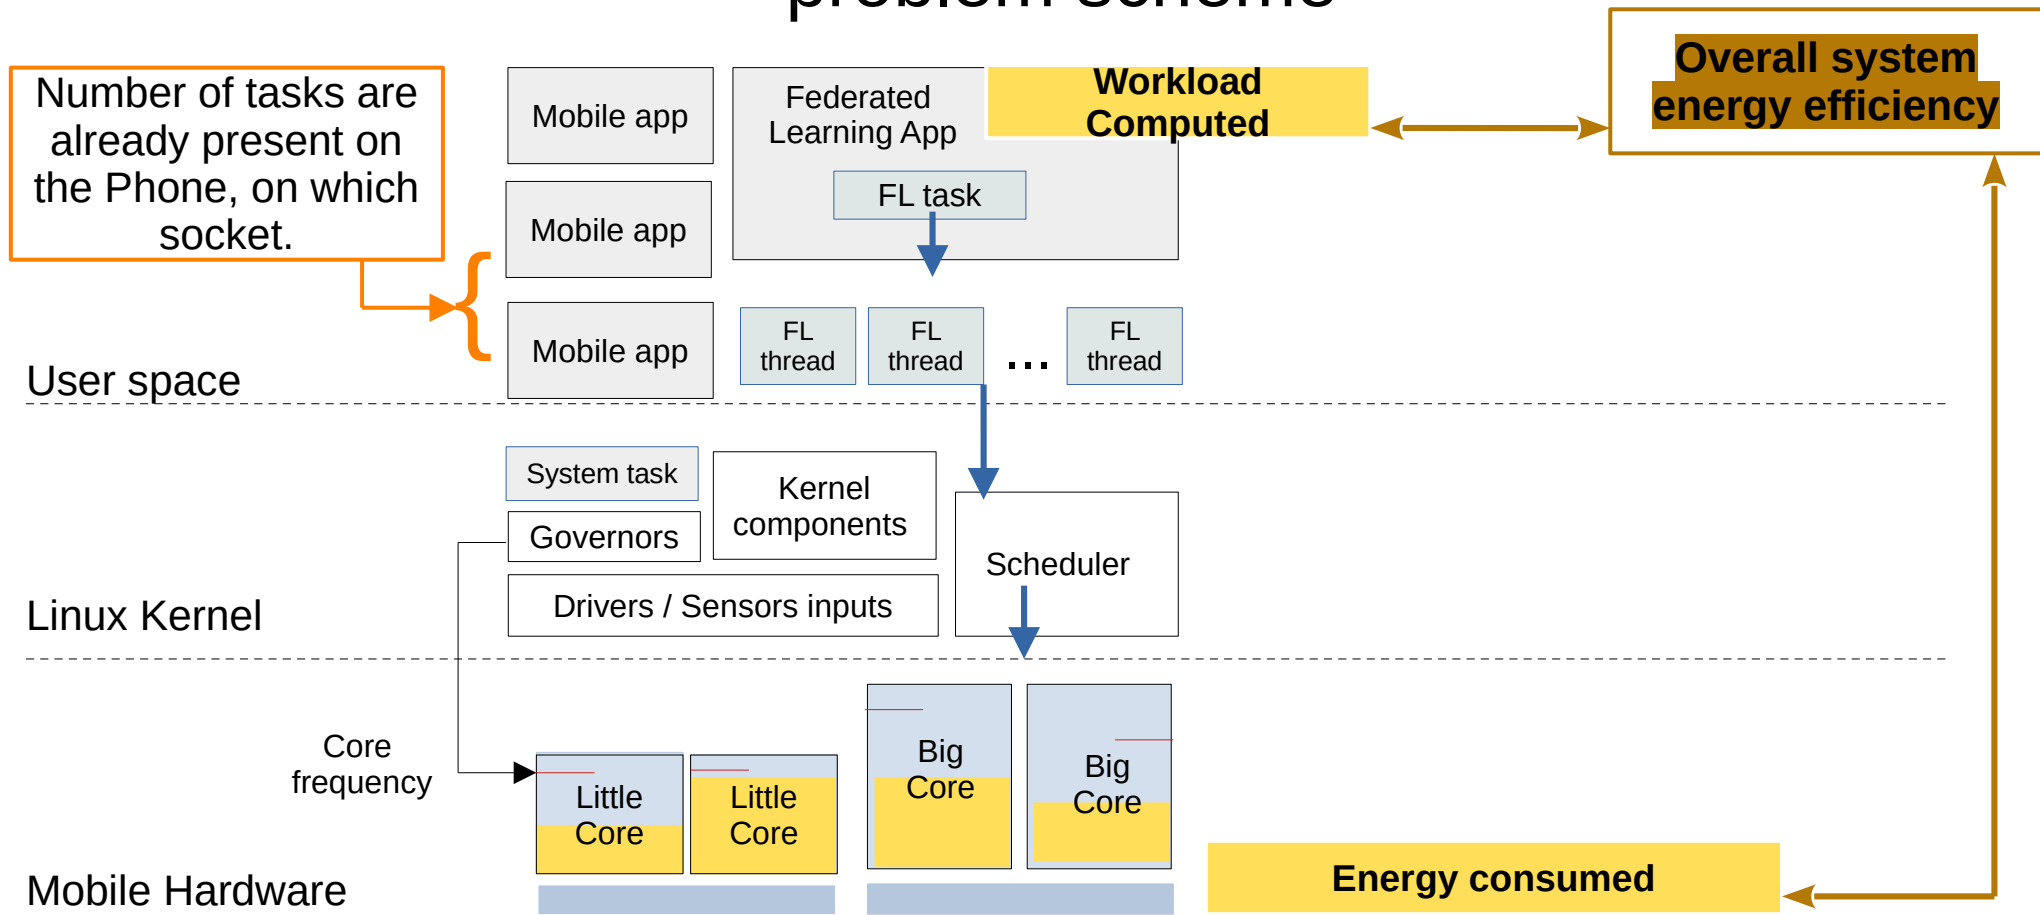 problem scheme
Number of tasks are
already present on
the Phone, on which
socket.
Mobile app
Mobile app
Mobile app
Federated
Learning App
Workload
Computed
FL task
Overall system
energy efficiency
FL
thread
FL
thread
...
FL
thread
User space
System task
Governors
Kernel
components
Drivers / Sensors inputs
Scheduler
Linux Kernel
Core
frequency
Little
Core
Little
Core
Big
Core
Big
Core
Energy consumed
Mobile Hardware